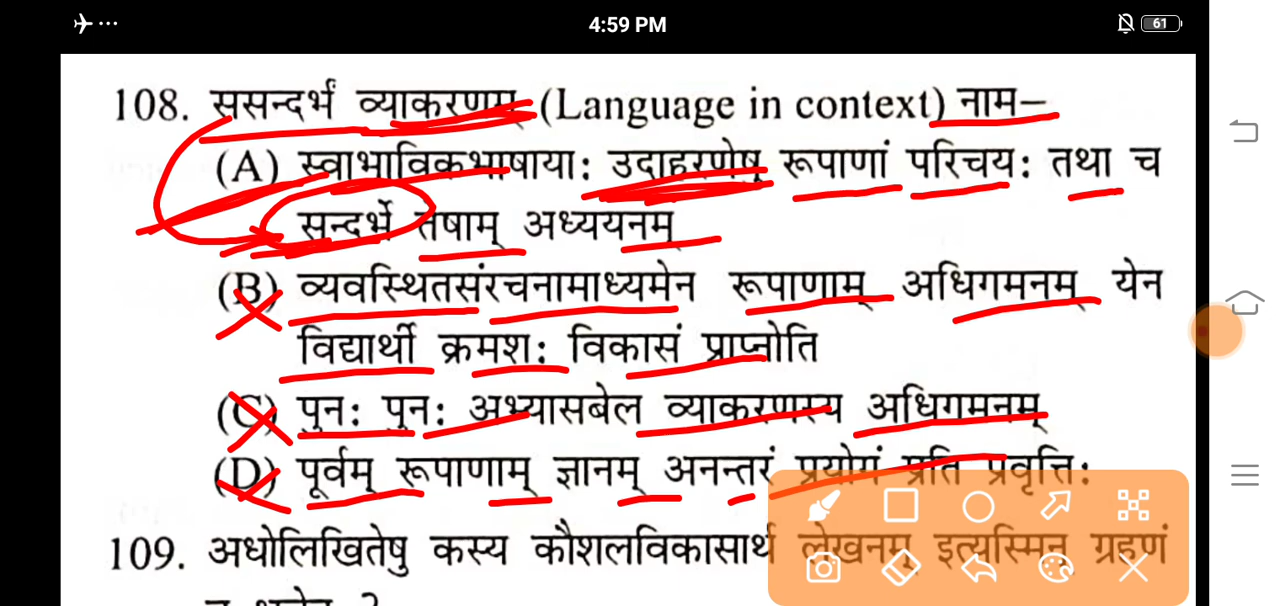 4:59 PM
61
108. ससन्दर्भं व्याकरणम् (Language in context) नाम–
(A) स्वाभाविकभाषायाः उदाहरणेषु रूपाणां परिचयः तथा च
सन्दर्भे तेषाम् अध्ययनम्
(B) व्यवस्थितसंरचनामाध्यमेन रूपाणाम् अधिगमनम् येन
विद्यार्थी क्रमशः विकासं प्राप्नोति
(C) पुनः पुनः अभ्यासबेल व्याकरणस्य अधिगमनम्
(D) पूर्वम् रूपाणाम् ज्ञानम् अनन्तरं प्रयोगं प्रति प्रवृत्तिः
109. अधोलिखितेषु कस्य कौशलविकासार्थं लेखनम् इत्यस्मिन् ग्रहणं